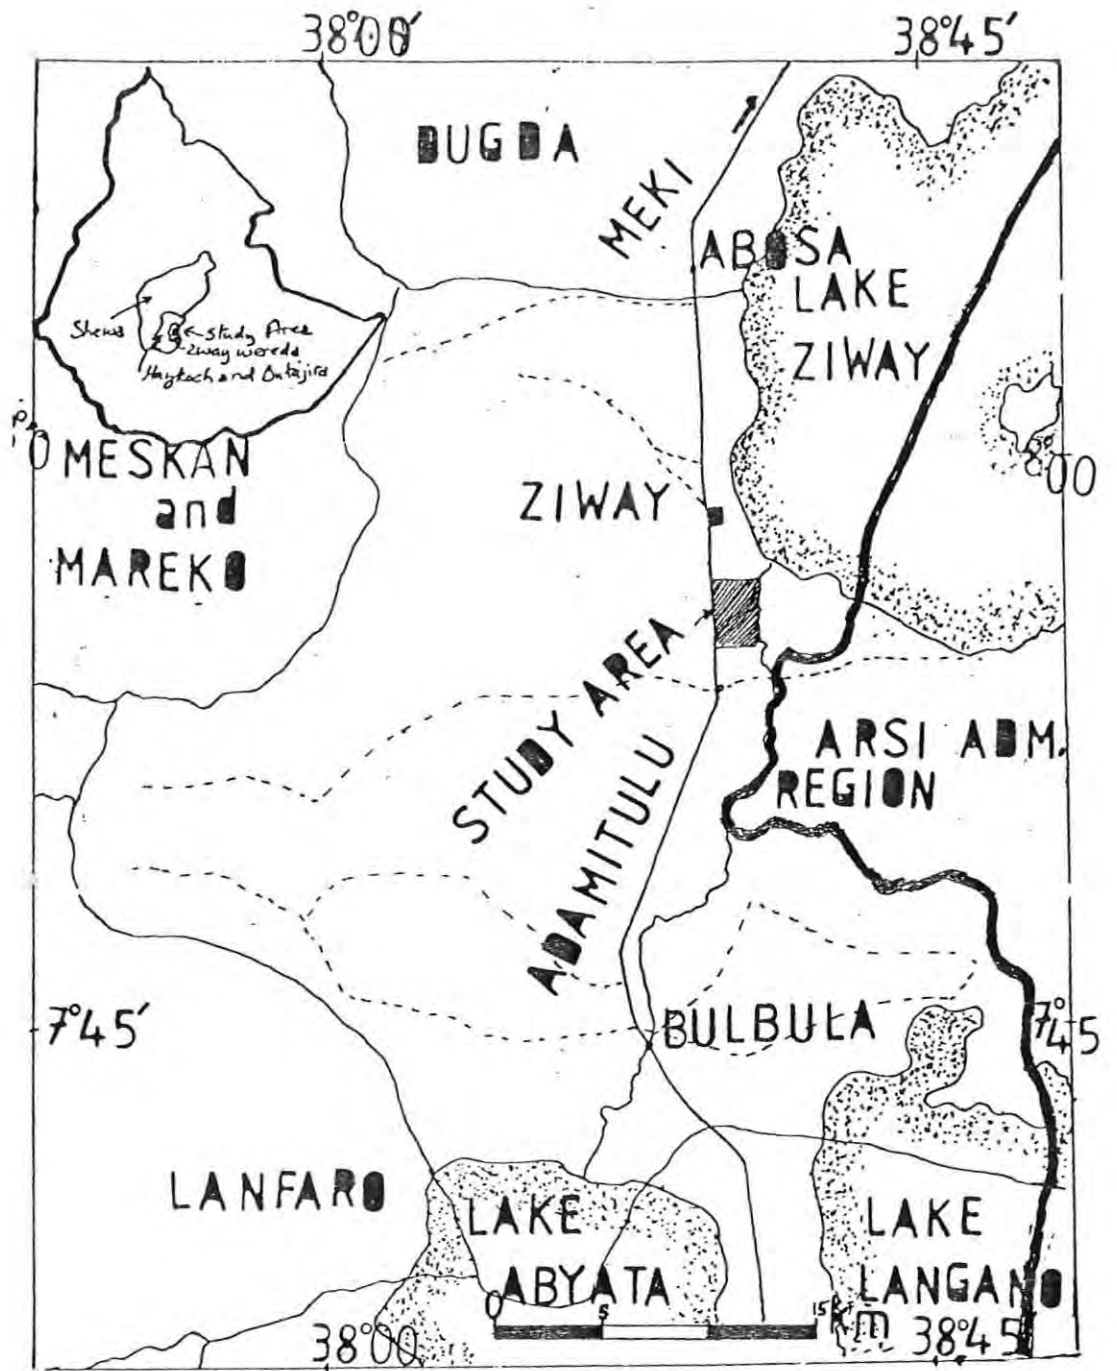 38°00′
38°45′
DUGDA
MEKI
ABOSA
LAKE
ZIWAY
Shewa
Study Area
Ziway wereda
Haykoch and Butajira
MESKAN
and
MAREKO
00
ZIWAY
STUDY AREA
ADAMITULU
ARSI ADM.
REGION
7°45′
BULBULA
7°45
LANFARO
LAKE
ABYATA
LAKE
LANGANO
0
5
15 Km
38°00
38°45